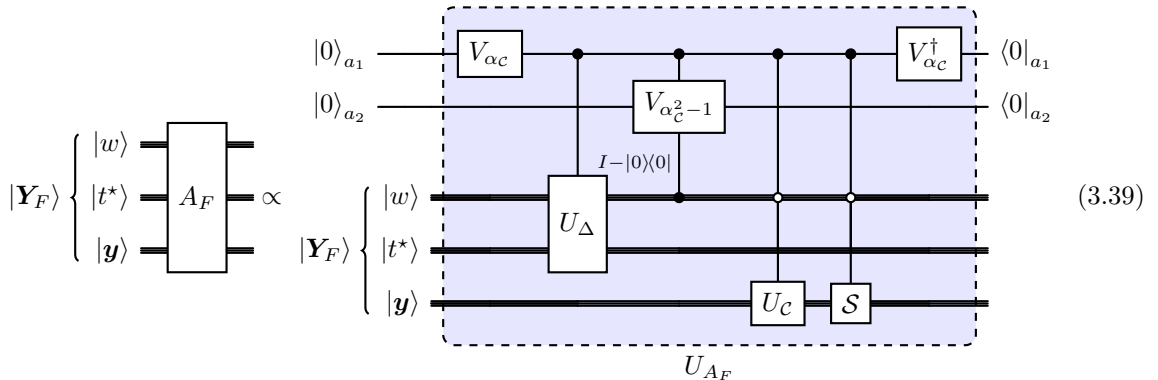 |0⟩_{a_1} V_{α_𝒞} V^†_{α_𝒞} ⟨0|_{a_1}
|0⟩_{a_2} V_{α_𝒞^2−1} ⟨0|_{a_2}
|w⟩
I−|0⟩⟨0|
|Y_F⟩ |t^⋆⟩ A_F ∝ |w⟩ U_Δ (3.39)
|y⟩ |Y_F⟩ |t^⋆⟩
|y⟩ U_𝒞 𝒮
U_{A_F}